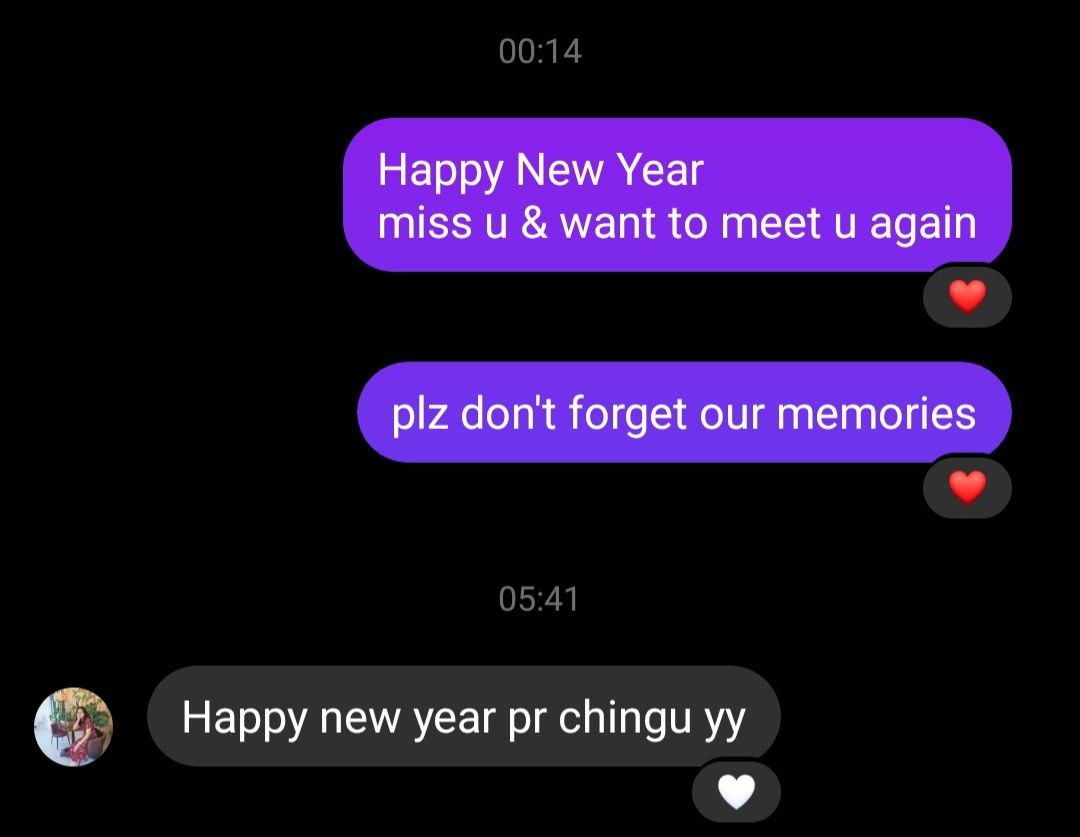 00:14
Happy New Year
miss u & want to meet u again
plz don't forget our memories
05:41
Happy new year pr chingu yy